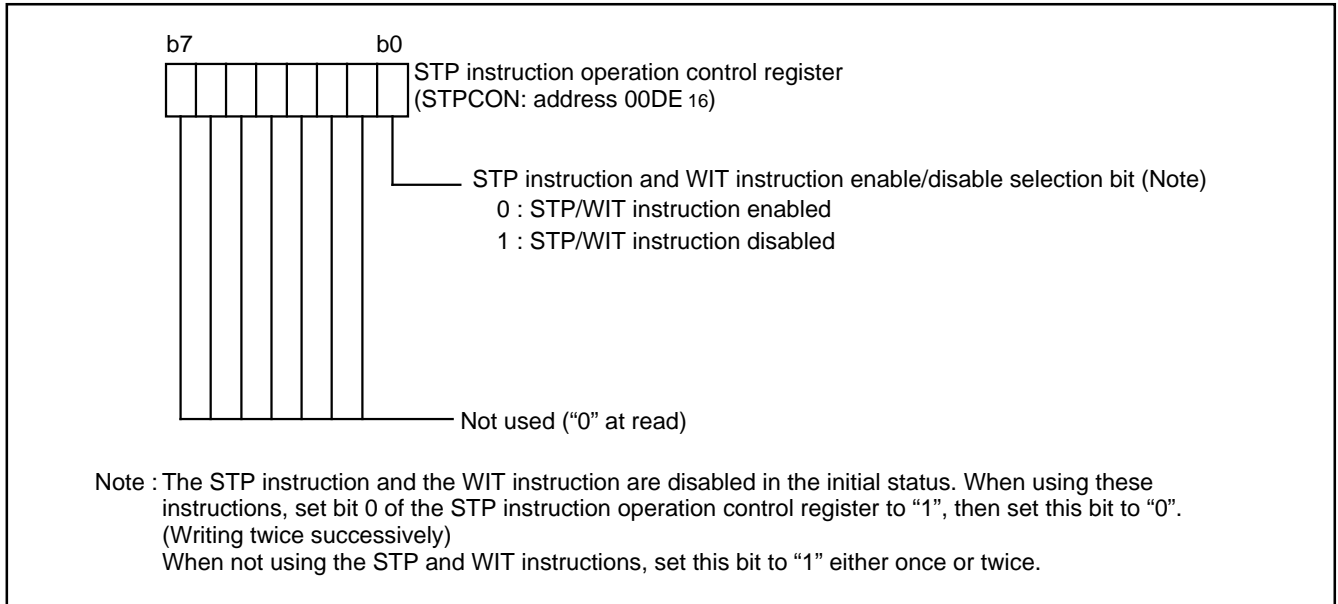 b7 b0
STP instruction operation control register
(STPCON: address 00DE 16)
STP instruction and WIT instruction enable/disable selection bit (Note)
0 : STP/WIT instruction enabled
1 : STP/WIT instruction disabled
Not used (“0” at read)
Note : The STP instruction and the WIT instruction are disabled in the initial status. When using these
instructions, set bit 0 of the STP instruction operation control register to “1”, then set this bit to “0”.
(Writing twice successively)
When not using the STP and WIT instructions, set this bit to “1” either once or twice.